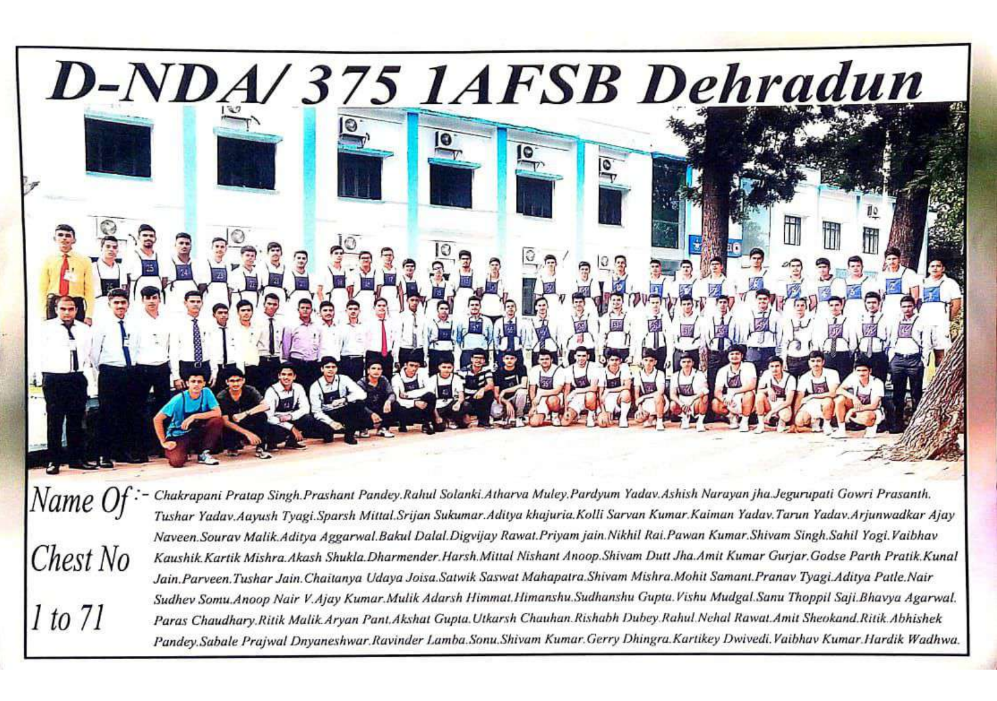 D-NDA/ 375 1AFSB Dehradun
Name Of :- Chakrapani Pratap Singh.Prashant Pandey.Rahul Solanki.Atharva Muley.Pardyum Yadav.Ashish Narayan jha.Jegurupati Gowri Prasanth.
Tushar Yadav.Aayush Tyagi.Sparsh Mittal.Srijan Sukumar.Aditya khajuria.Kolli Sarvan Kumar.Kaiman Yadav.Tarun Yadav.Arjunwadkar Ajay
Naveen.Sourav Malik.Aditya Aggarwal.Bakul Dalal.Digvijay Rawat.Priyam jain.Nikhil Rai.Pawan Kumar.Shivam Singh.Sahil Yogi.Vaibhav
Chest No Kaushik.Kartik Mishra.Akash Shukla.Dharmender.Harsh.Mittal Nishant Anoop.Shivam Dutt Jha.Amit Kumar Gurjar.Godse Parth Pratik.Kunal
Jain.Parveen.Tushar Jain.Chaitanya Udaya Joisa.Satwik Saswat Mahapatra.Shivam Mishra.Mohit Samant.Pranav Tyagi.Aditya Patle.Nair
Sudhev Somu.Anoop Nair V.Ajay Kumar.Mulik Adarsh Himmat.Himanshu.Sudhanshu Gupta.Vishu Mudgal.Sanu Thoppil Saji.Bhavya Agarwal.
1 to 71 Paras Chaudhary.Ritik Malik.Aryan Pant.Akshat Gupta.Utkarsh Chauhan.Rishabh Dubey.Rahul.Nehal Rawat.Amit Sheokand.Ritik.Abhishek
Pandey.Sabale Prajwal Dnyaneshwar.Ravinder Lamba.Sonu.Shivam Kumar.Gerry Dhingra.Kartikey Dwivedi.Vaibhav Kumar.Hardik Wadhwa.